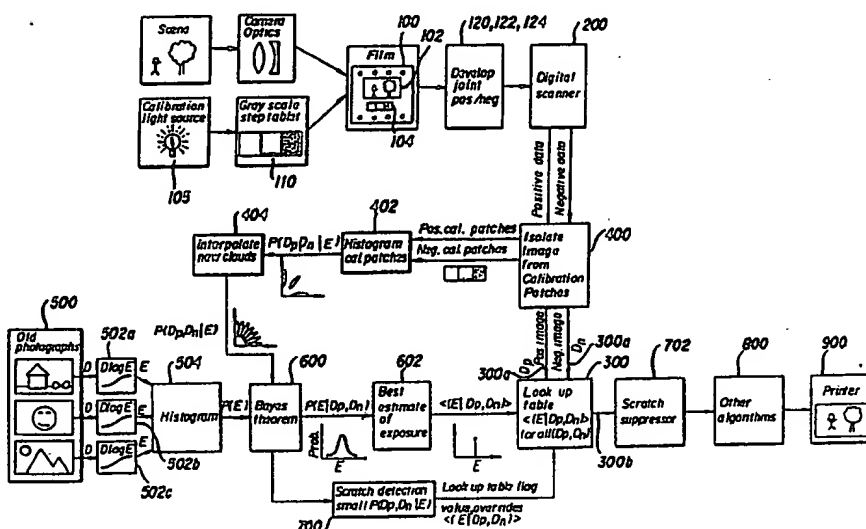 Scene
Camera Optics
100
102
Film
104
120,122,124
Develop joint pos/neg
200
Digital scanner
Calibration light source
105
Gray scale step tablet
110
Positive data
Negative data
404
Interpolate new clouds
P(Dp,Dn|E)
402
Histogram cal. patches
Pos. cal. patches
Neg. cal. patches
Isolate Image from Calibration Patches
400
500
Old photographs
502a
D
DlogE
E
D
DlogE
E
502b
D
DlogE
E
502c
504
Histogram
P(Dp,Dn|E)
P(E)
600
Bayes theorem
P(E|Dp,Dn)
Prob.
E
602
Best estimate of exposure
<(E|Dp,Dn)>
E
300a
Dp
Pos image
Neg. image
Dn
300a
300
Look up table <(E|Dp,Dn)> for all(Dp,Dn)
300b
702
Scratch suppressor
800
Other algorithms
900
Printer
700
Scratch detection small P(Dp,Dn|E)
Look up table flag
value, overrides
<(E|Dp,Dn)>